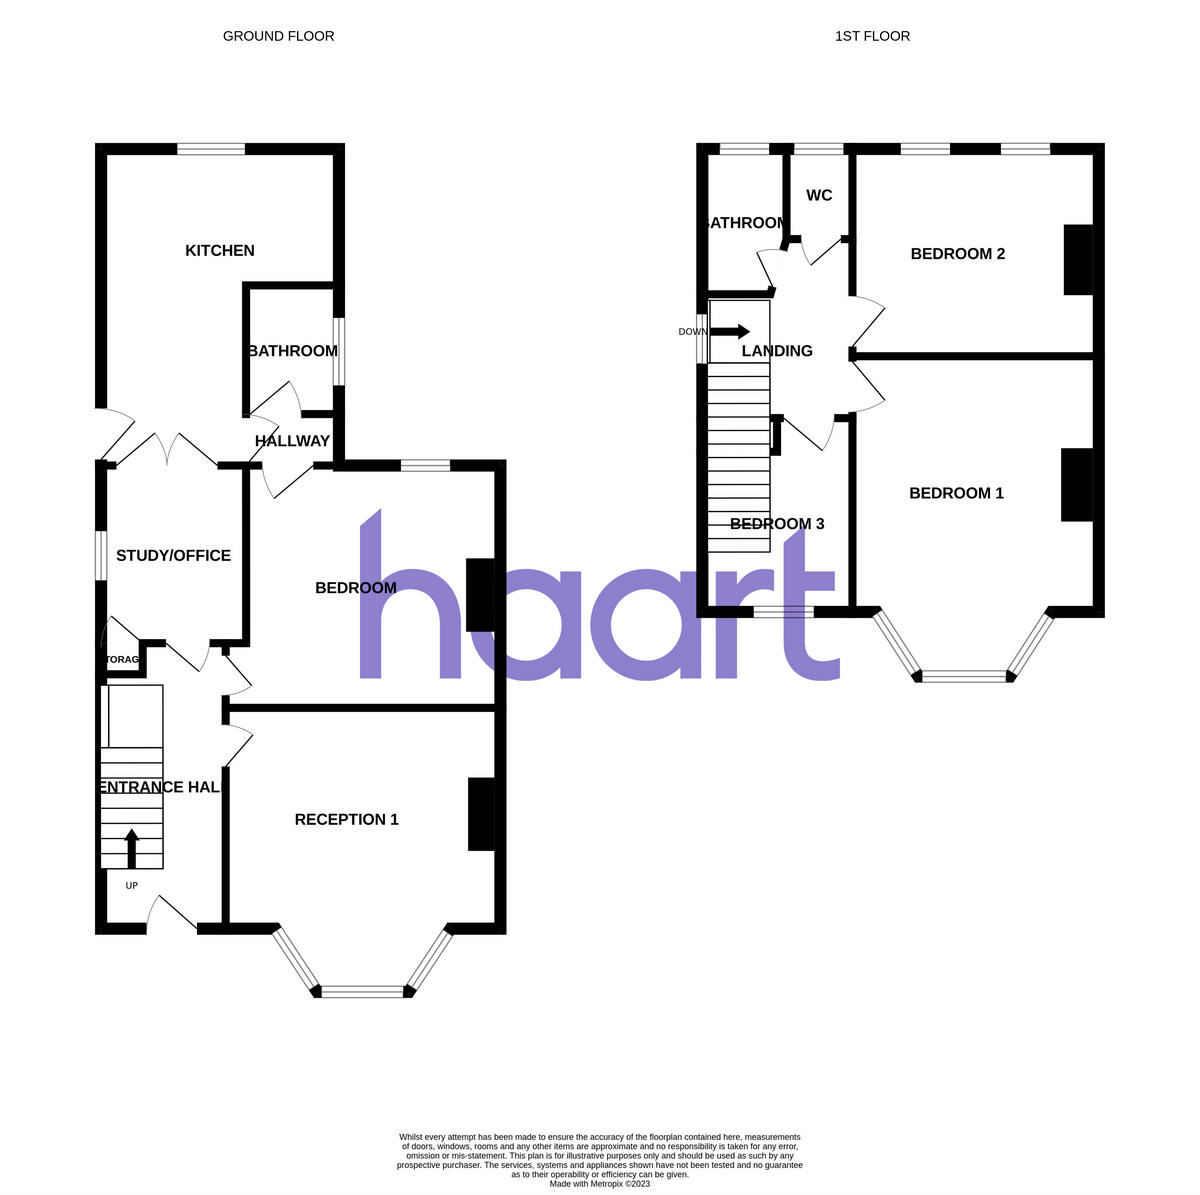 GROUND FLOOR
1ST FLOOR
KITCHEN
BATHROOM
HALLWAY
STUDY/OFFICE
BEDROOM
TORAG
ENTRANCE HAL
UP
RECEPTION 1
BATHROOM
WC
BEDROOM 2
DOWN
LANDING
BEDROOM 1
BEDROOM 3
haart
Whilst every attempt has been made to ensure the accuracy of the floorplan contained here, measurements
of doors, windows, rooms and any other items are approximate and no responsibility is taken for any error,
omission or mis-statement. This plan is for illustrative purposes only and should be used as such by any
prospective purchaser. The services, systems and appliances shown have not been tested and no guarantee
as to their operability or efficiency can be given.
Made with Metropix ©2023